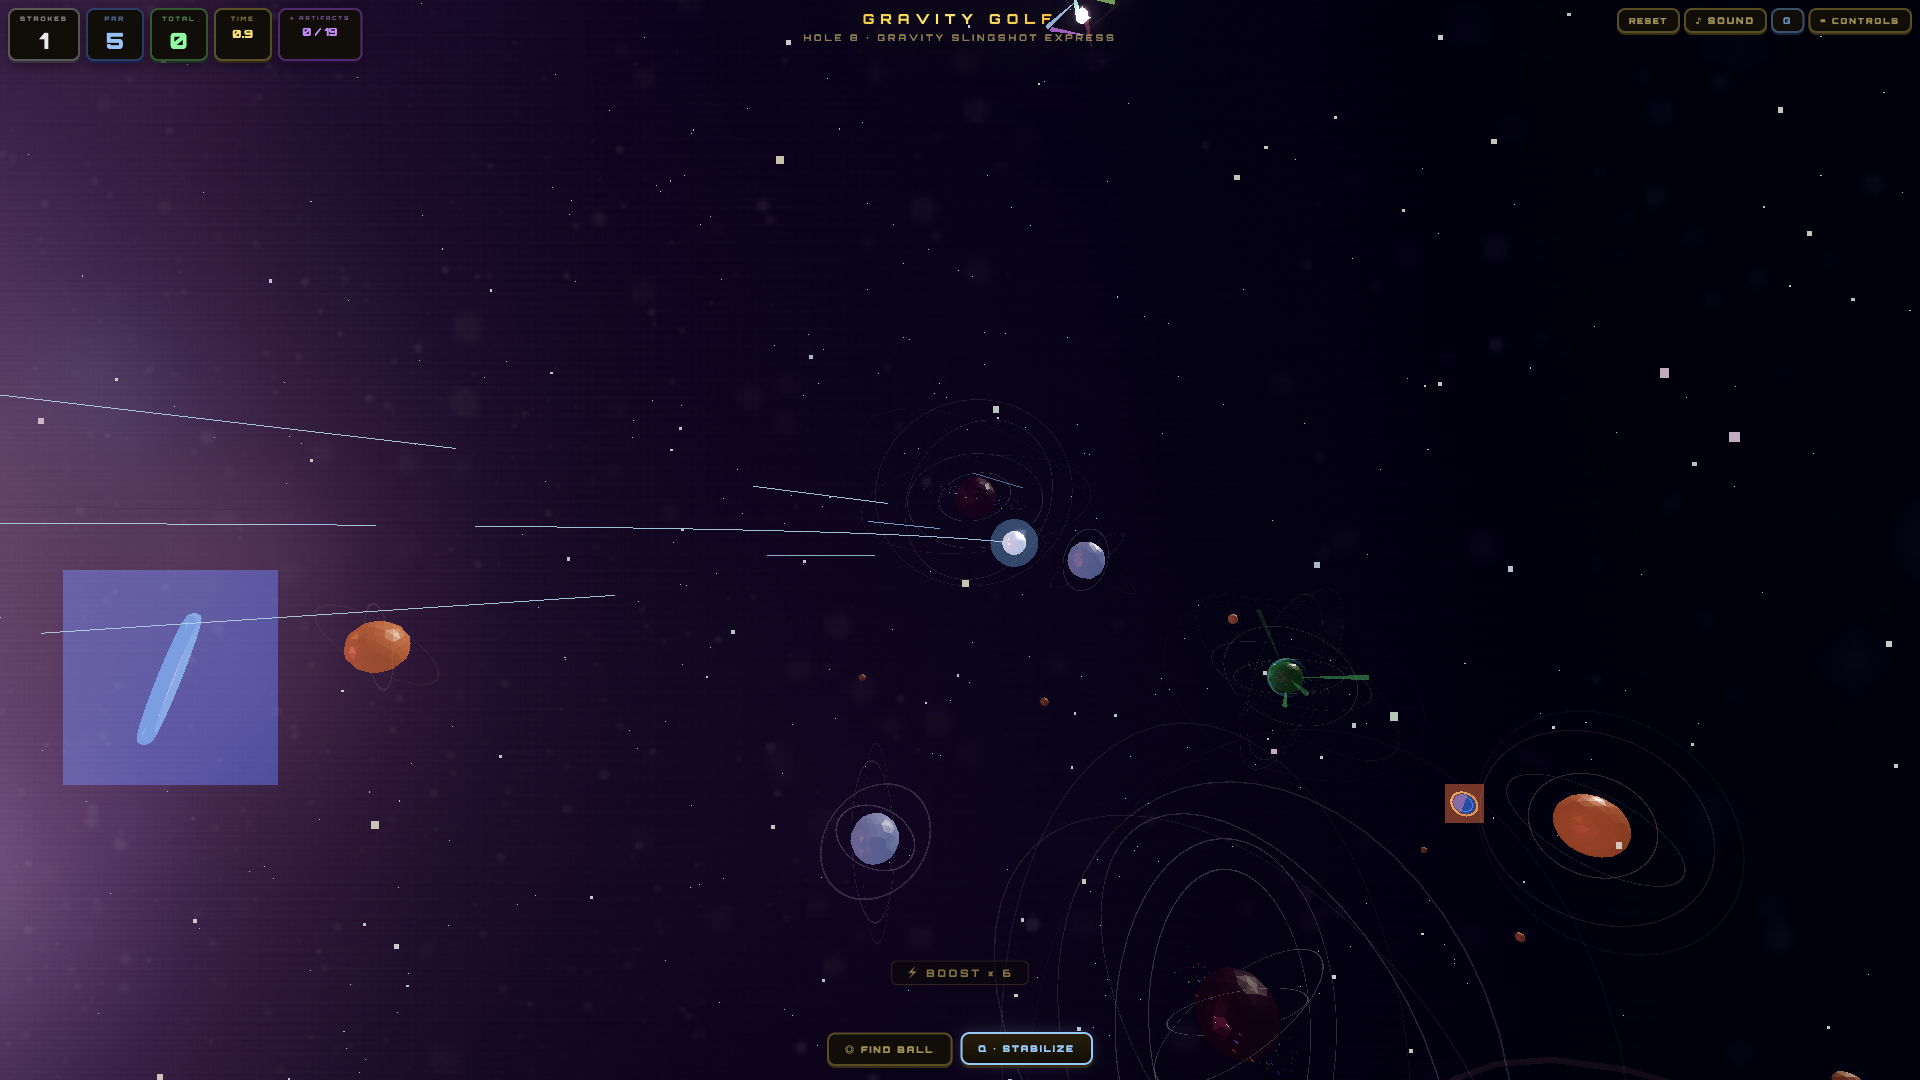 STROKES
1
PAR
5
TOTAL
0
TIME
0.9
ARTIFACTS
0 / 19
GRAVITY GOLF
HOLE 8 · GRAVITY SLINGSHOT EXPRESS
RESET
♪ SOUND
G
CONTROLS
⚡ BOOST × 6
FIND BALL
Q · STABILIZE